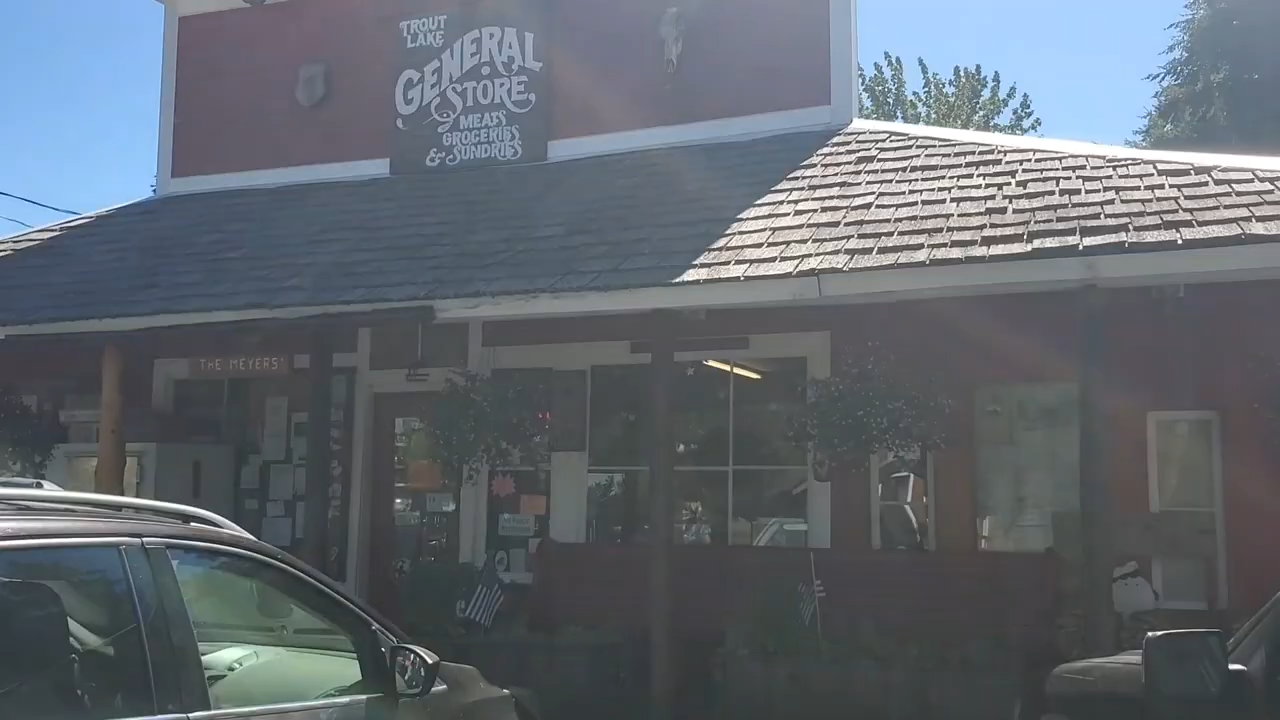 TROUT
LAKE
GENERAL
STORE
MEATS
GROCERIES
& SUNDRIES
THE MEYERS'